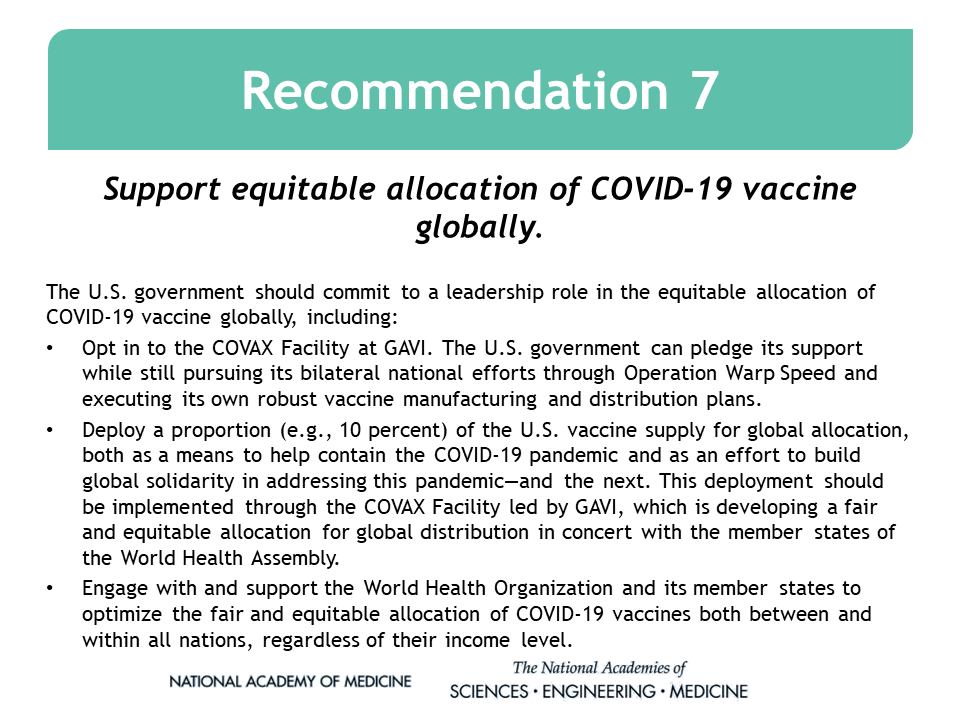 Recommendation 7
Support equitable allocation of COVID-19 vaccine
globally.
The U.S. government should commit to a leadership role in the equitable allocation of
COVID-19 vaccine globally, including:
• Opt in to the COVAX Facility at GAVI. The U.S. government can pledge its support
while still pursuing its bilateral national efforts through Operation Warp Speed and
executing its own robust vaccine manufacturing and distribution plans.
• Deploy a proportion (e.g., 10 percent) of the U.S. vaccine supply for global allocation,
both as a means to help contain the COVID-19 pandemic and as an effort to build
global solidarity in addressing this pandemic—and the next. This deployment should
be implemented through the COVAX Facility led by GAVI, which is developing a fair
and equitable allocation for global distribution in concert with the member states of
the World Health Assembly.
• Engage with and support the World Health Organization and its member states to
optimize the fair and equitable allocation of COVID-19 vaccines both between and
within all nations, regardless of their income level.
NATIONAL ACADEMY OF MEDICINE
The National Academies of
SCIENCES • ENGINEERING • MEDICINE